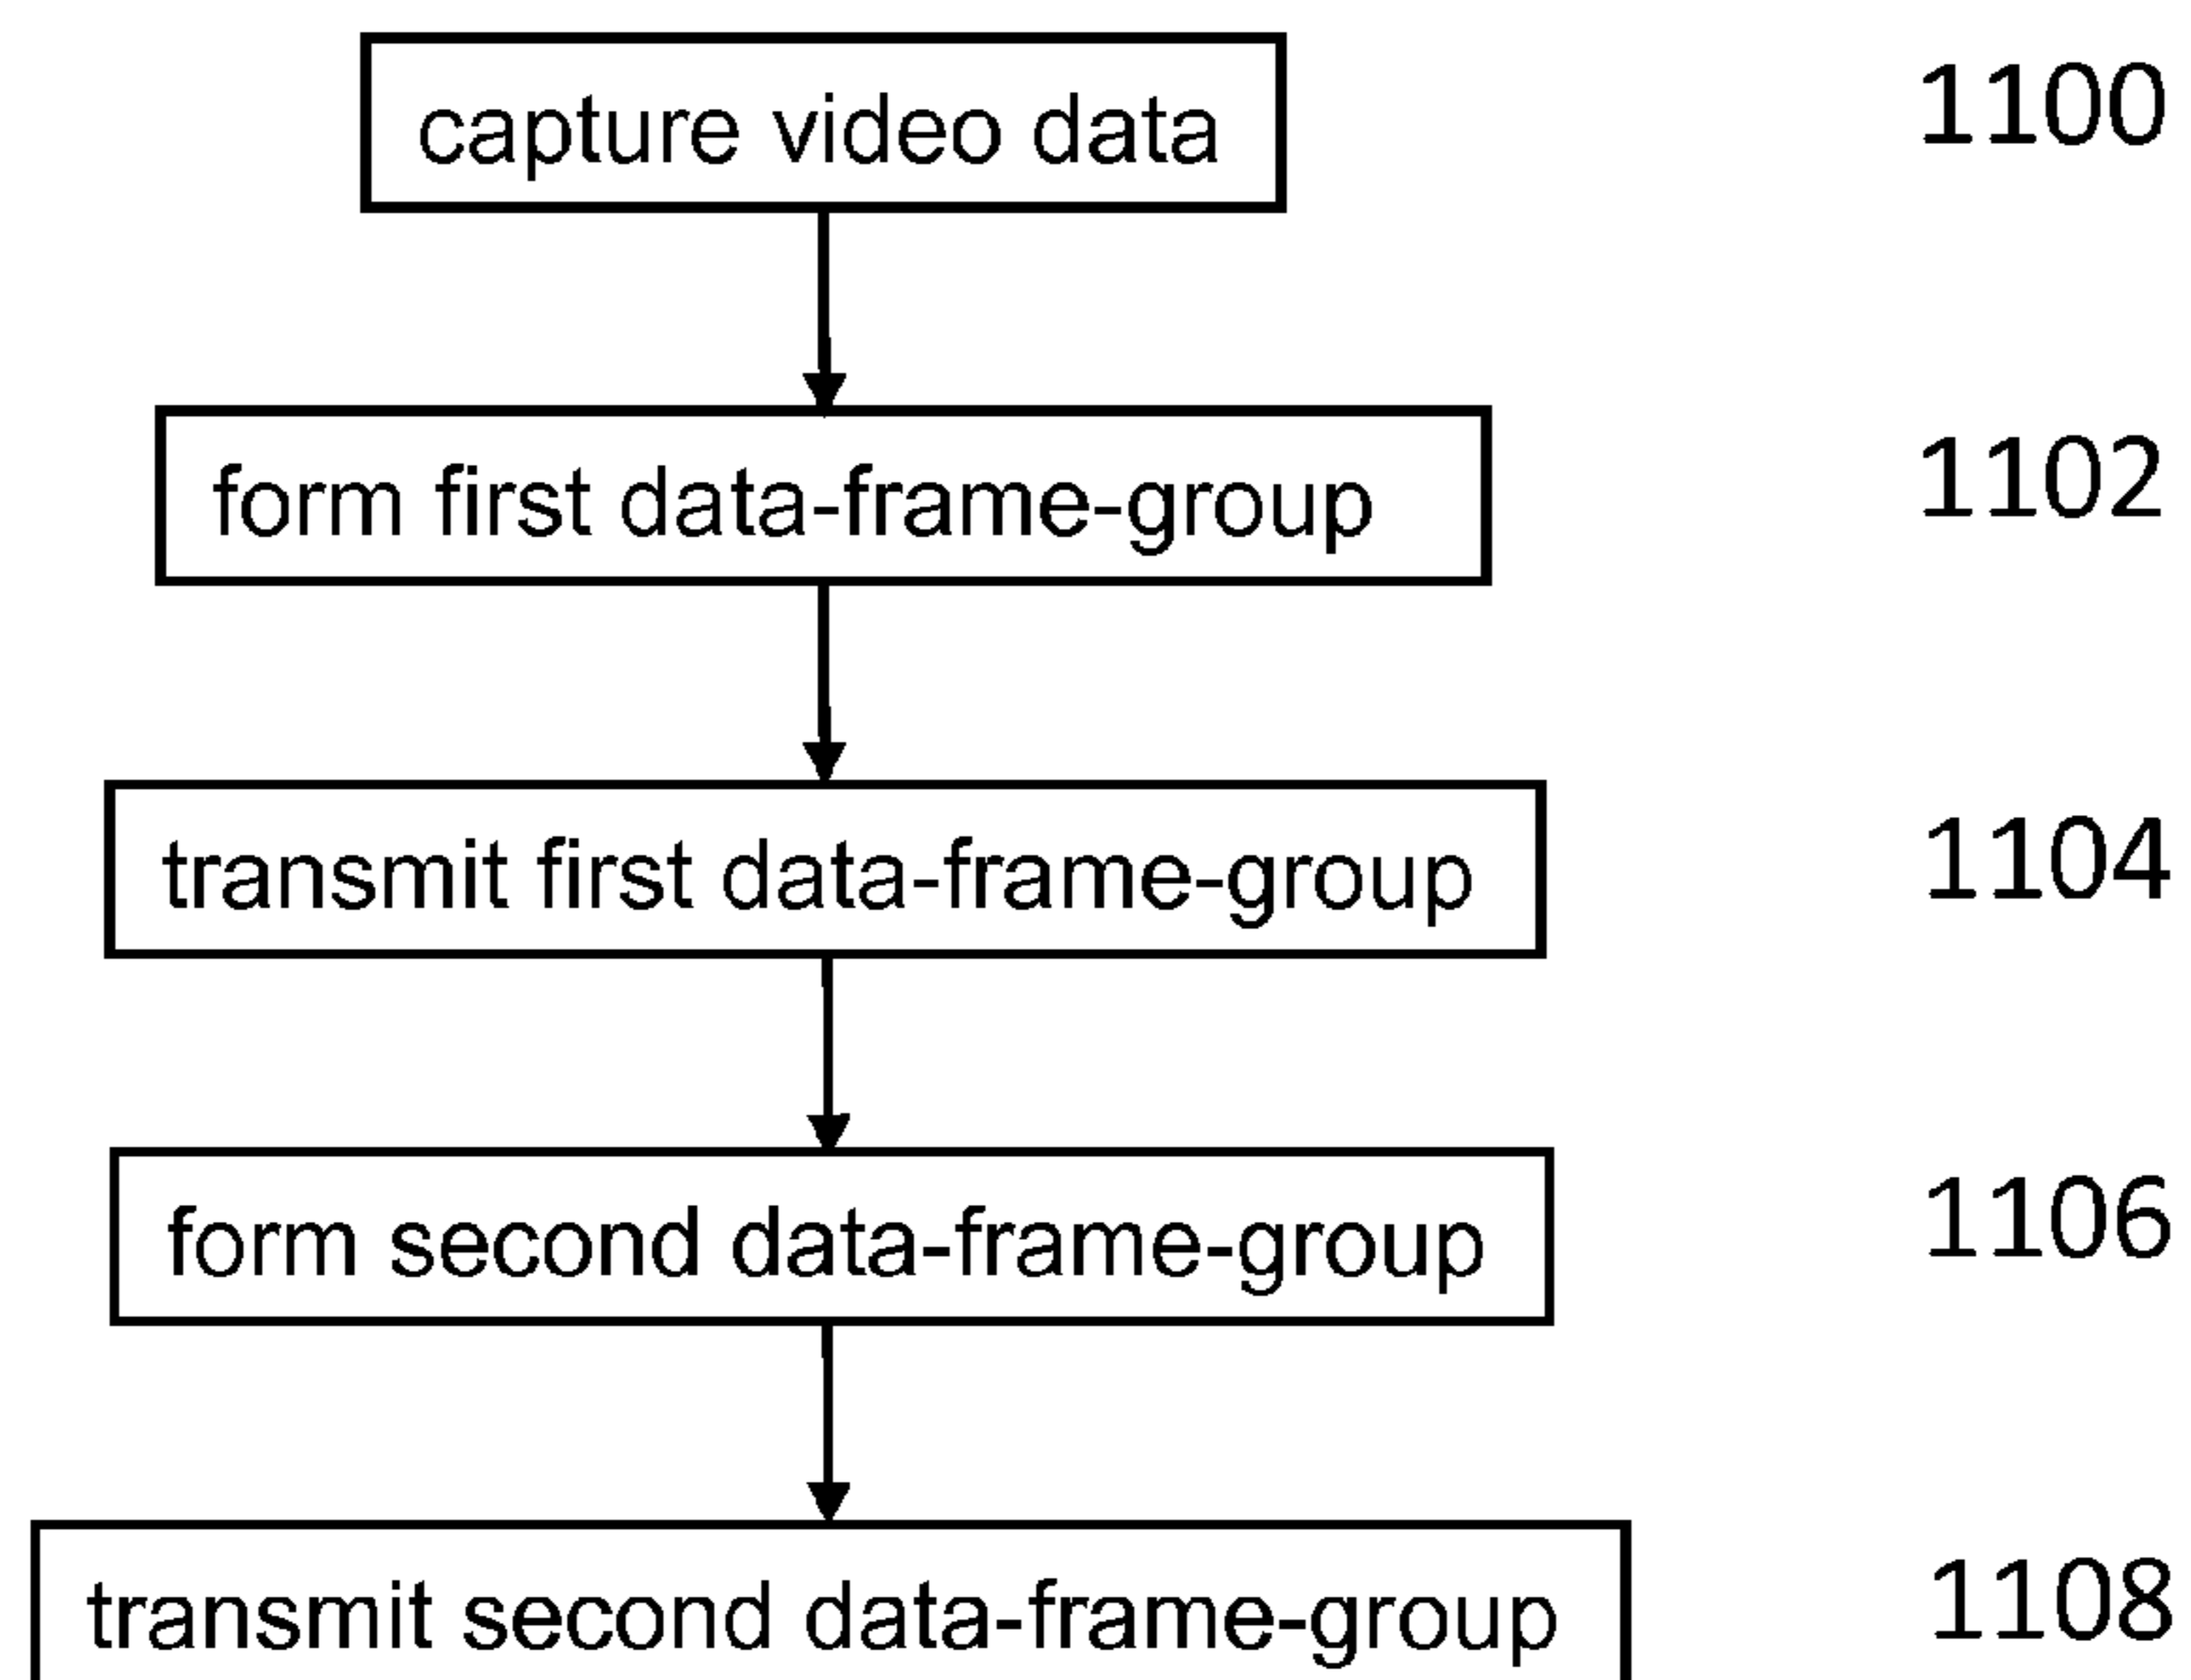 capture video data 1100
form first data-frame-group 1102
transmit first data-frame-group 1104
form second data-frame-group 1106
transmit second data-frame-group 1108